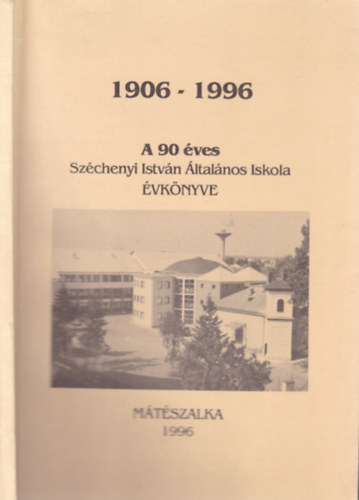 1906 - 1996
A 90 éves
Széchenyi István Általános Iskola
ÉVKÖNYVE
MÁTÉSZALKA
1996